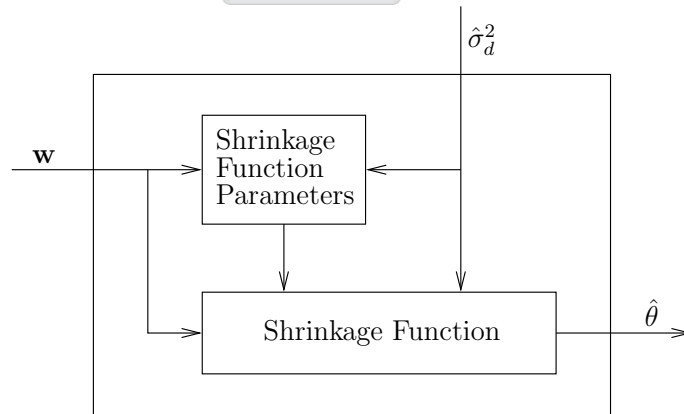 σ̂²_d
w
Shrinkage
Function
Parameters
Shrinkage Function
θ̂